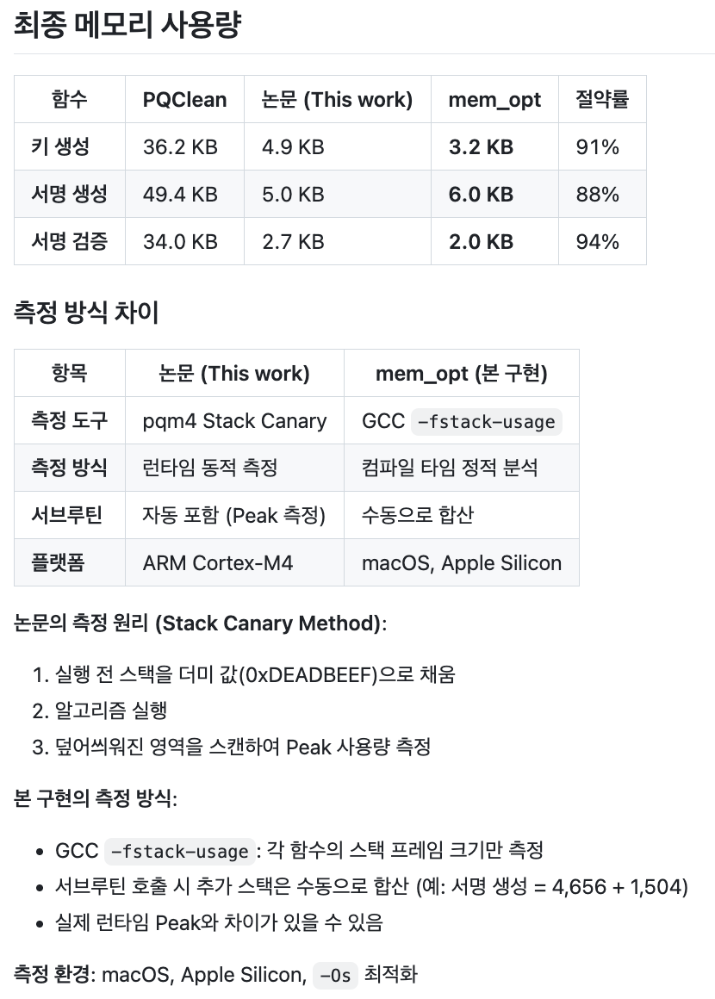 최종 메모리 사용량
함수 PQClean 논문 (This work) mem_opt 절약률
키 생성 36.2 KB 4.9 KB 3.2 KB 91%
서명 생성 49.4 KB 5.0 KB 6.0 KB 88%
서명 검증 34.0 KB 2.7 KB 2.0 KB 94%
측정 방식 차이
항목 논문 (This work) mem_opt (본 구현)
측정 도구 pqm4 Stack Canary GCC -fstack-usage
측정 방식 런타임 동적 측정 컴파일 타임 정적 분석
서브루틴 자동 포함 (Peak 측정) 수동으로 합산
플랫폼 ARM Cortex-M4 macOS, Apple Silicon
논문의 측정 원리 (Stack Canary Method):
1. 실행 전 스택을 더미 값(0xDEADBEEF)으로 채움
2. 알고리즘 실행
3. 덮어씌워진 영역을 스캔하여 Peak 사용량 측정
본 구현의 측정 방식:
• GCC -fstack-usage : 각 함수의 스택 프레임 크기만 측정
• 서브루틴 호출 시 추가 스택은 수동으로 합산 (예: 서명 생성 = 4,656 + 1,504)
• 실제 런타임 Peak와 차이가 있을 수 있음
측정 환경: macOS, Apple Silicon, -Os 최적화